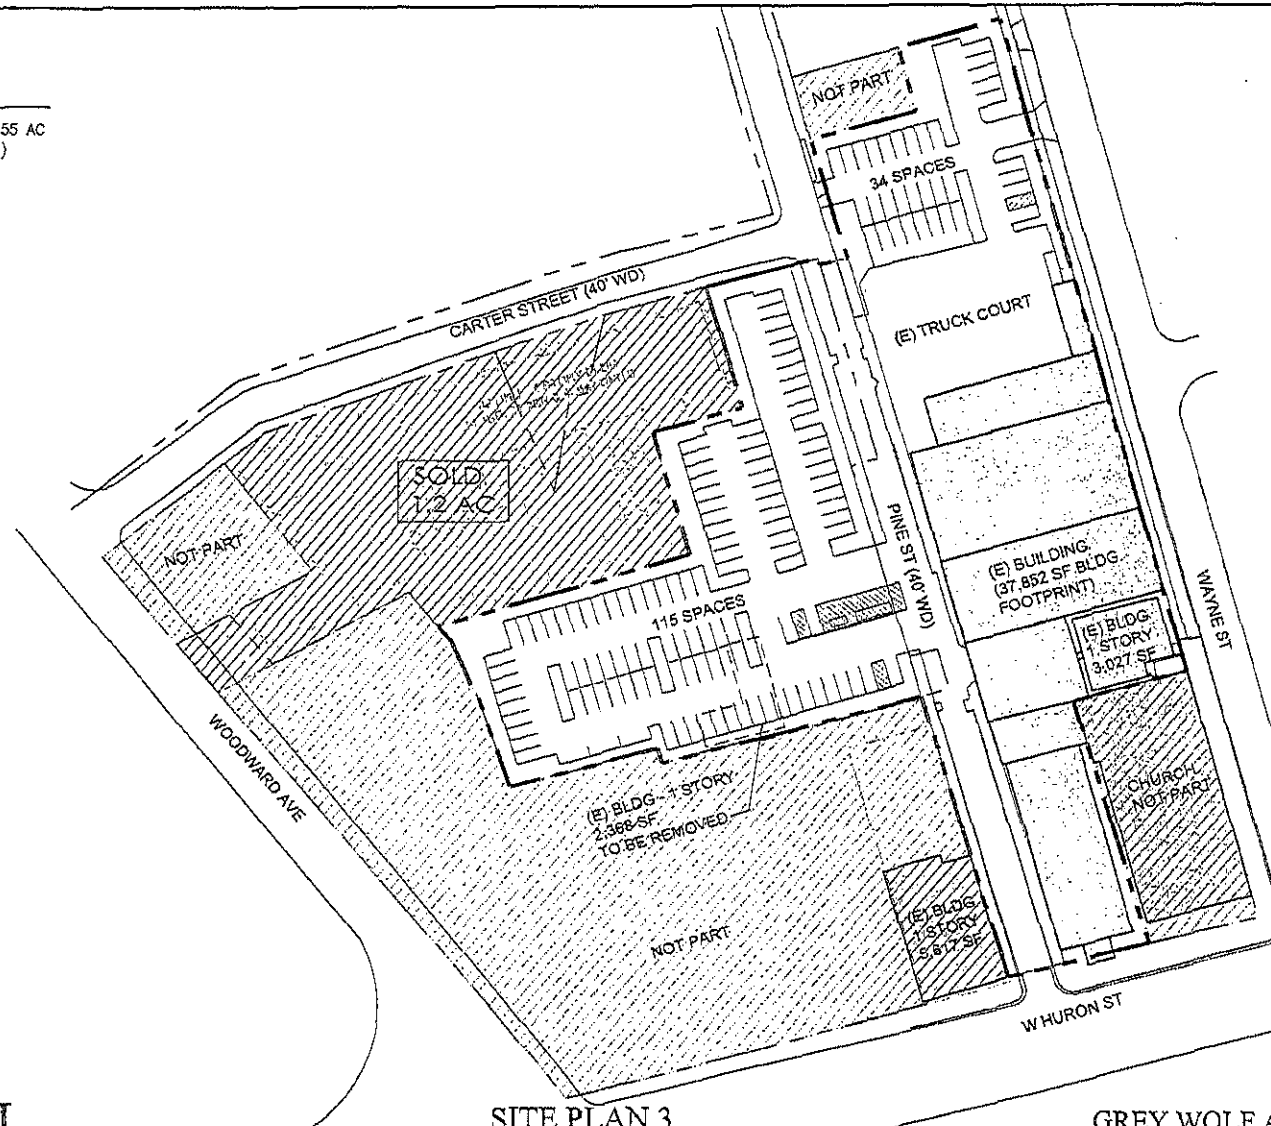 55 AC
)
NOT PART
34 SPACES
CARTER STREET (40' WD)
(E) TRUCK COURT
SOLD
1.2 AC
NOT PART
PINE ST (40' WD)
(E) BUILDING
(37,852 SF BLDG
FOOTPRINT)
WAYNE ST
115 SPACES
(E) BLDG
1 STORY
3,027 SF
WOODWARD AVE
(E) BLDG - 1 STORY
2,368 SF
TO BE REMOVED
CHURCH
NOT PART
(E) BLDG
1 STORY
5,617 SF
NOT PART
W HURON ST
SITE PLAN 3
GREY WOLF